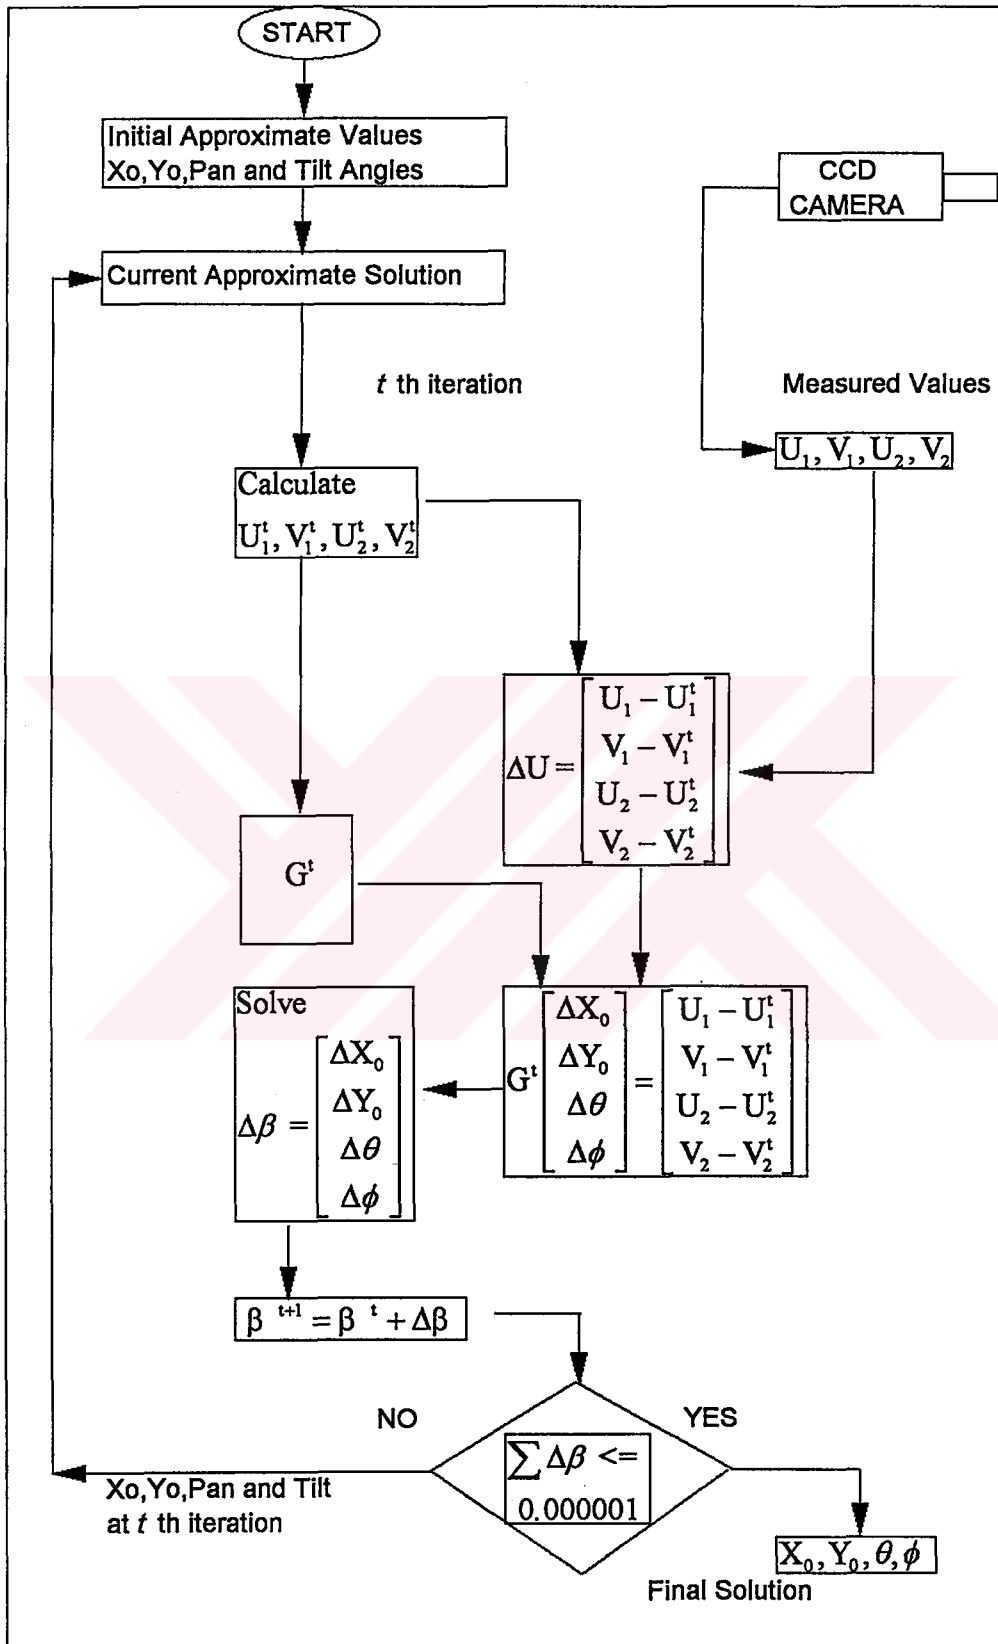 START
Initial Approximate Values
Xo,Yo,Pan and Tilt Angles
CCD
CAMERA
Current Approximate Solution
t th iteration
Measured Values
U₁, V₁, U₂, V₂
Calculate
U₁ᵗ, V₁ᵗ, U₂ᵗ, V₂ᵗ
U₁ − U₁ᵗ
V₁ − V₁ᵗ
ΔU =
U₂ − U₂ᵗ
V₂ − V₂ᵗ
Gᵗ
Solve
ΔX₀
ΔY₀
Δβ =
Δθ
Δϕ
Gᵗ
ΔX₀
ΔY₀
Δθ
Δϕ
=
U₁ − U₁ᵗ
V₁ − V₁ᵗ
U₂ − U₂ᵗ
V₂ − V₂ᵗ
β ᵗ⁺¹ = β ᵗ + Δβ
NO
YES
∑ Δβ <=
0.000001
Xo,Yo,Pan and Tilt
at t th iteration
X₀, Y₀, θ, ϕ
Final Solution